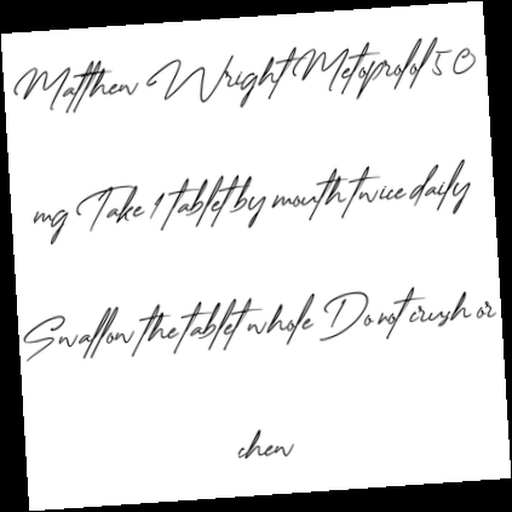 Matthew Wright Metoprolol 50
mg Take 1 tablet by mouth twice daily
Swallow the tablet whole Do not crush or
chew